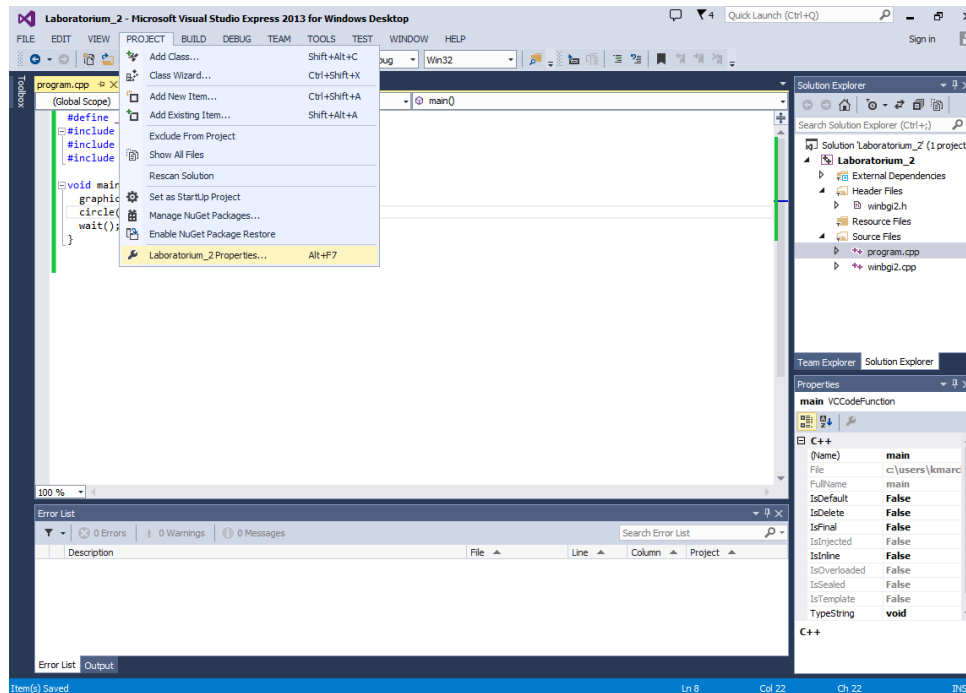 Laboratorium_2 - Microsoft Visual Studio Express 2013 for Windows Desktop
4
Quick Launch (Ctrl+Q)
FILE EDIT VIEW PROJECT BUILD DEBUG TEAM TOOLS TEST WINDOW HELP
Sign in
bug Win32
Toolbox
program.cpp
(Global Scope)
main()
#define _
#include
#include
#include
void main
graphic
circle(
wait();
}
Add Class... Shift+Alt+C
Class Wizard... Ctrl+Shift+X
Add New Item... Ctrl+Shift+A
Add Existing Item... Shift+Alt+A
Exclude From Project
Show All Files
Rescan Solution
Set as StartUp Project
Manage NuGet Packages...
Enable NuGet Package Restore
Laboratorium_2 Properties... Alt+F7
100 %
Solution Explorer
Search Solution Explorer (Ctrl+;)
Solution 'Laboratorium_2' (1 project
Laboratorium_2
External Dependencies
Header Files
winbgi2.h
Resource Files
Source Files
program.cpp
winbgi2.cpp
Team Explorer Solution Explorer
Properties
main VCCodeFunction
C++
(Name) main
File c:\users\kmarc
FullName main
IsDefault False
IsDelete False
IsFinal False
IsInjected False
IsInline False
IsOverloaded False
IsSealed False
IsTemplate False
TypeString void
C++
Error List
0 Errors 0 Warnings 0 Messages
Search Error List
Description File Line Column Project
Error List Output
Item(s) Saved Ln 8 Col 22 Ch 22 INS